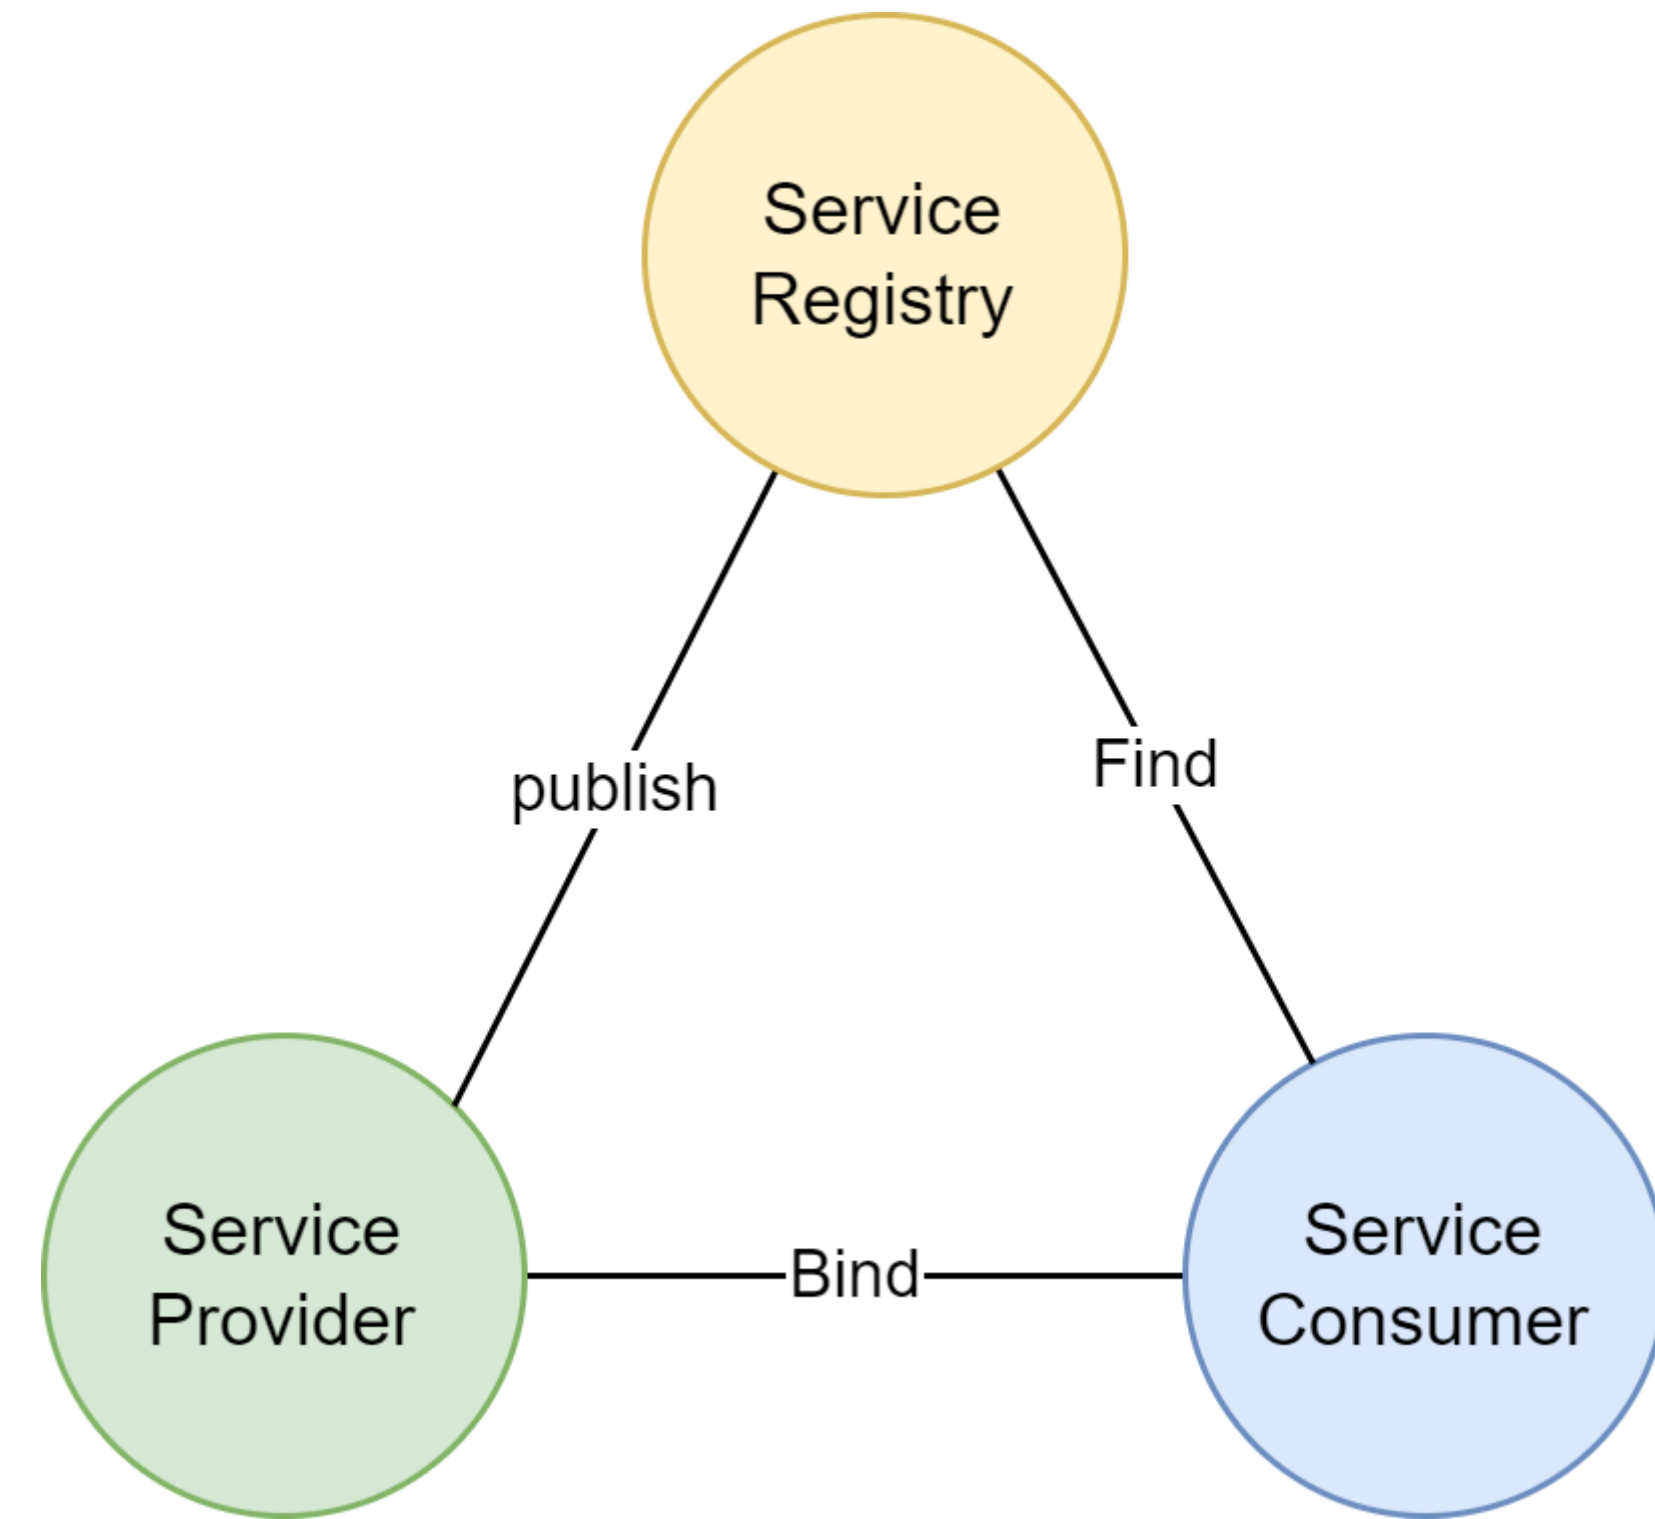 Service
Registry
publish
Find
Service
Provider
Bind
Service
Consumer